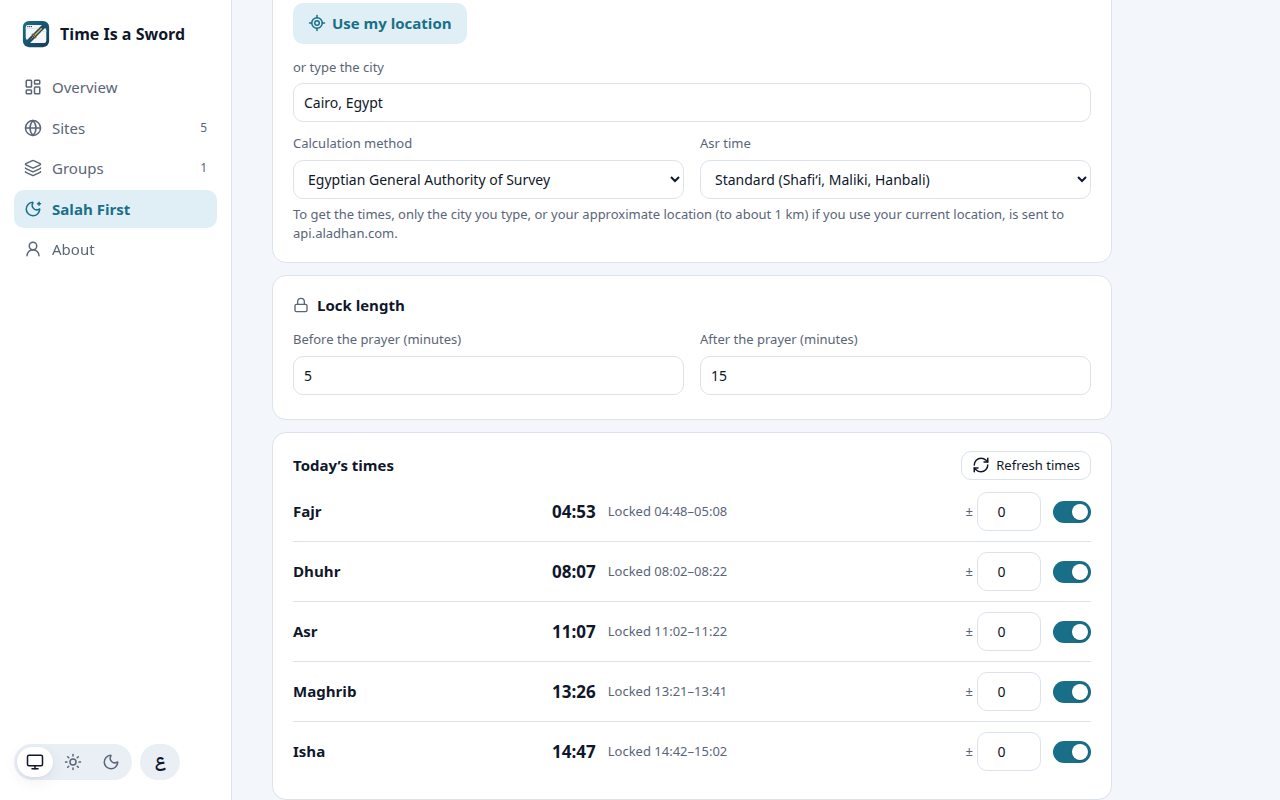 Time Is a Sword
Overview
Sites 5
Groups 1
Salah First
About
ع
Use my location
or type the city
Cairo, Egypt
Calculation method
Asr time
Egyptian General Authority of Survey
Standard (Shafi'i, Maliki, Hanbali)
To get the times, only the city you type, or your approximate location (to about 1 km) if you use your current location, is sent to
api.aladhan.com.
Lock length
Before the prayer (minutes)
After the prayer (minutes)
5
15
Today's times
Refresh times
Fajr 04:53 Locked 04:48–05:08 ± 0
Dhuhr 08:07 Locked 08:02–08:22 ± 0
Asr 11:07 Locked 11:02–11:22 ± 0
Maghrib 13:26 Locked 13:21–13:41 ± 0
Isha 14:47 Locked 14:42–15:02 ± 0